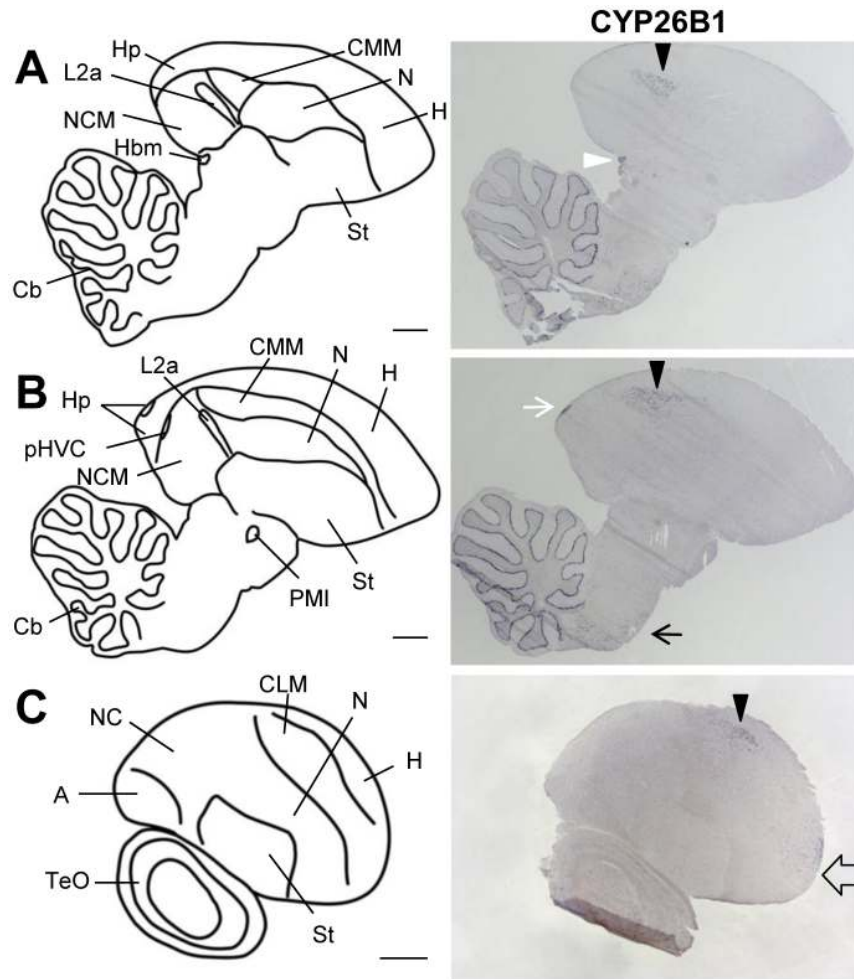 CYP26B1
A
Hp
CMM
L2a
N
NCM
H
Hbm
St
Cb
B
L2a
CMM
N
H
Hp
pHVC
NCM
St
PMI
Cb
C
CLM
NC
N
H
A
TeO
St